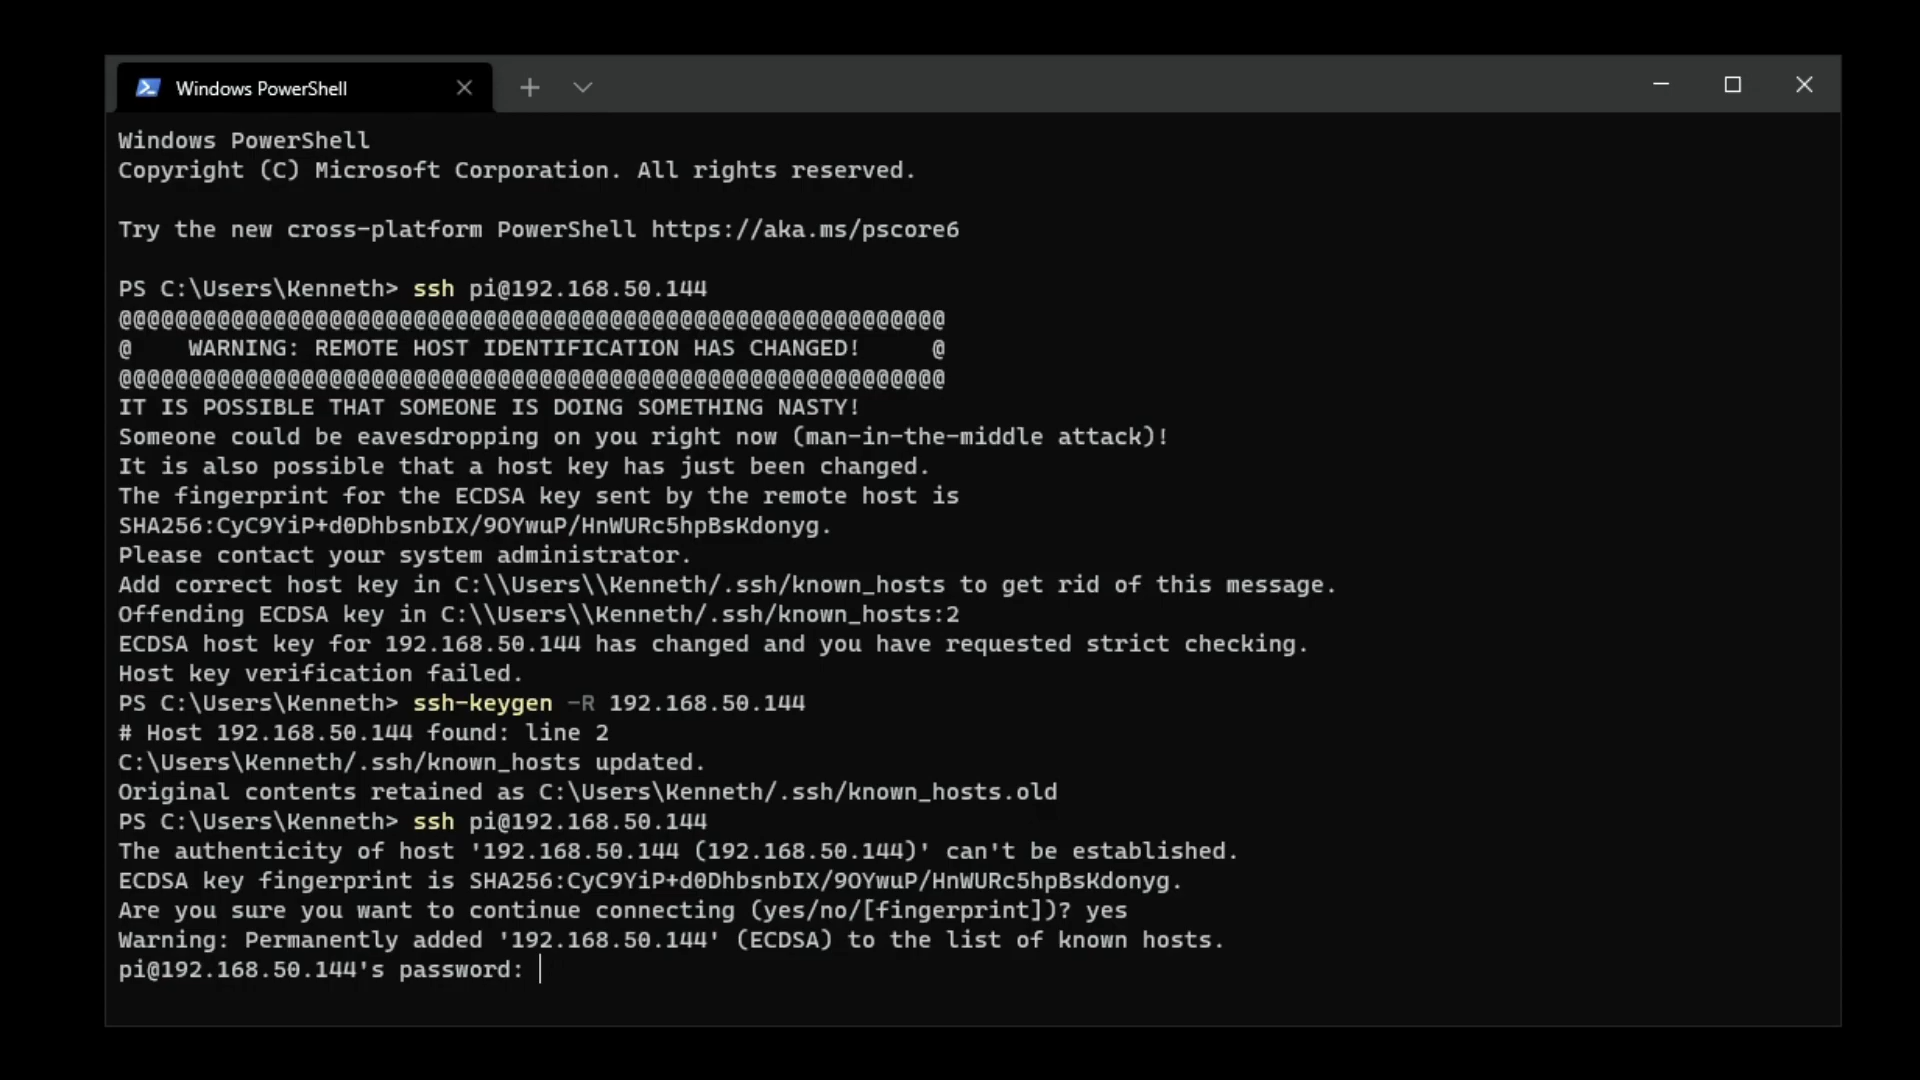 Windows PowerShell
Windows PowerShell
Copyright (C) Microsoft Corporation. All rights reserved.
Try the new cross-platform PowerShell https://aka.ms/pscore6
PS C:\Users\Kenneth> ssh pi@192.168.50.144
@@@@@@@@@@@@@@@@@@@@@@@@@@@@@@@@@@@@@@@@@@@@@@@@@@@@@@@@@@@
@    WARNING: REMOTE HOST IDENTIFICATION HAS CHANGED!     @
@@@@@@@@@@@@@@@@@@@@@@@@@@@@@@@@@@@@@@@@@@@@@@@@@@@@@@@@@@@
IT IS POSSIBLE THAT SOMEONE IS DOING SOMETHING NASTY!
Someone could be eavesdropping on you right now (man-in-the-middle attack)!
It is also possible that a host key has just been changed.
The fingerprint for the ECDSA key sent by the remote host is
SHA256:CyC9YiP+d0DhbsnbIX/9OYwuP/HnWURc5hpBsKdonyg.
Please contact your system administrator.
Add correct host key in C:\\Users\\Kenneth/.ssh/known_hosts to get rid of this message.
Offending ECDSA key in C:\\Users\\Kenneth/.ssh/known_hosts:2
ECDSA host key for 192.168.50.144 has changed and you have requested strict checking.
Host key verification failed.
PS C:\Users\Kenneth> ssh-keygen -R 192.168.50.144
# Host 192.168.50.144 found: line 2
C:\Users\Kenneth/.ssh/known_hosts updated.
Original contents retained as C:\Users\Kenneth/.ssh/known_hosts.old
PS C:\Users\Kenneth> ssh pi@192.168.50.144
The authenticity of host '192.168.50.144 (192.168.50.144)' can't be established.
ECDSA key fingerprint is SHA256:CyC9YiP+d0DhbsnbIX/9OYwuP/HnWURc5hpBsKdonyg.
Are you sure you want to continue connecting (yes/no/[fingerprint])? yes
Warning: Permanently added '192.168.50.144' (ECDSA) to the list of known hosts.
pi@192.168.50.144's password: